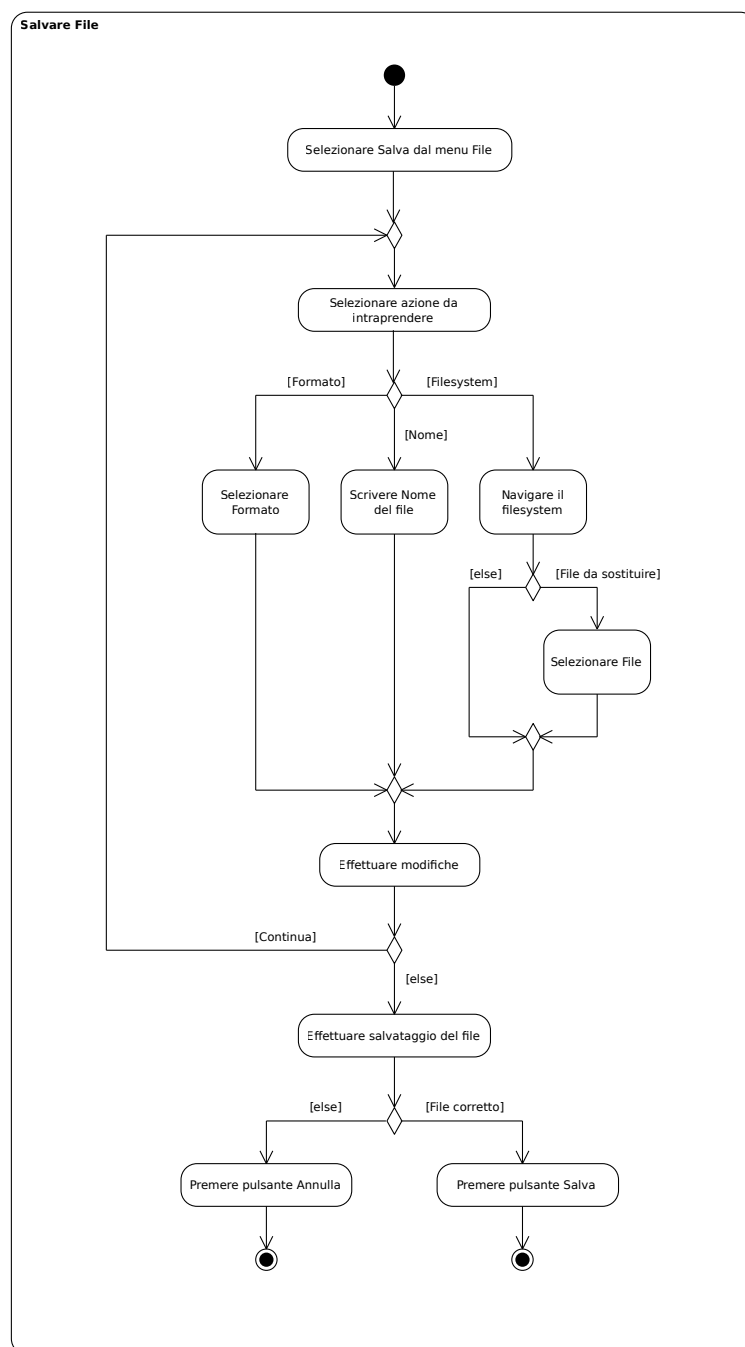 Salvare File
Selezionare Salva dal menu File
Selezionare azione da
intraprendere
[Formato]
[Filesystem]
[Nome]
Selezionare
Formato
Scrivere Nome
del file
Navigare il
filesystem
[else]
[File da sostituire]
Selezionare File
Effettuare modifiche
[Continua]
[else]
Effettuare salvataggio del file
[else]
[File corretto]
Premere pulsante Annulla
Premere pulsante Salva